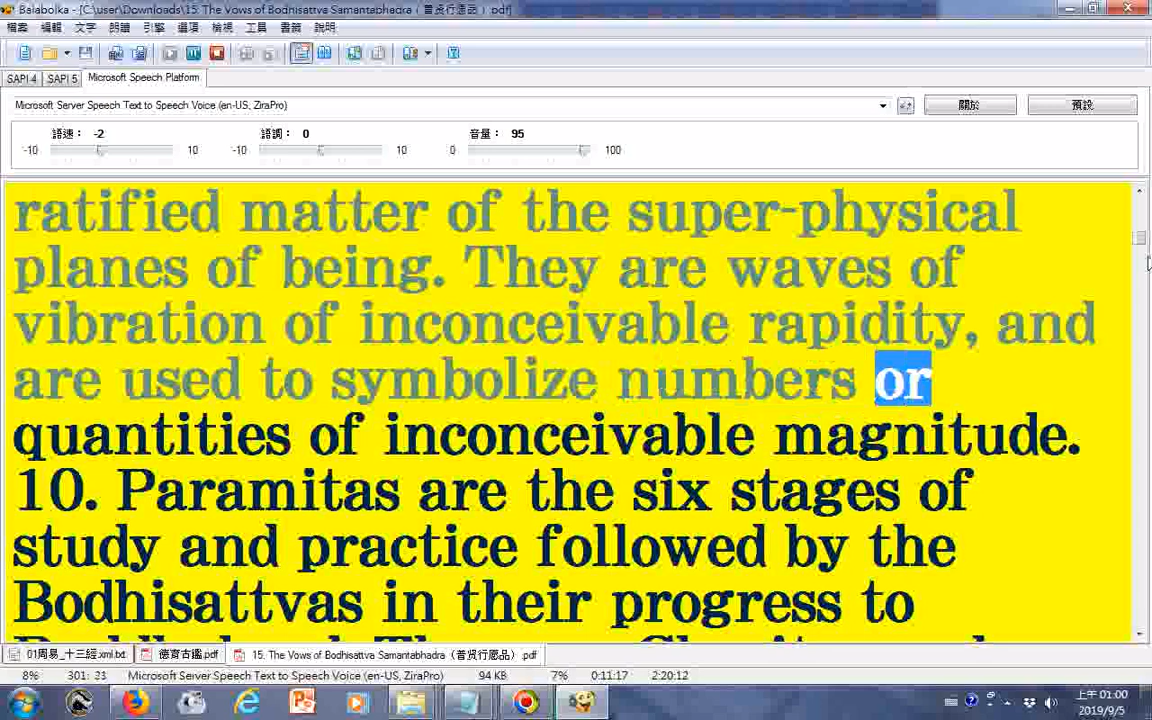 Balabolka - [C:\user\Downloads\15. The Vows of Bodhisattva Samantabhadra（普賢行愿品）.pdf]
檔案 編輯 文字 朗讀 引擎 選項 檢視 工具 書籤 說明
SAPI 4 SAPI 5 Microsoft Speech Platform
Microsoft Server Speech Text to Speech Voice (en-US, ZiraPro) 關於 預設
語速： -2 語調： 0 音量： 95
-10 10 -10 10 0 100
ratified matter of the super-physical
planes of being. They are waves of
vibration of inconceivable rapidity, and
are used to symbolize numbers or
quantities of inconceivable magnitude.
10. Paramitas are the six stages of
study and practice followed by the
Bodhisattvas in their progress to
01周易_十三經.xml.txt 德育古鑑.pdf 15. The Vows of Bodhisattva Samantabhadra（普賢行愿品）.pdf
8% 301: 23 Microsoft Server Speech Text to Speech Voice (en-US, ZiraPro) 94 KB 7% 0:11:17 2:20:12
上午 01:00
2019/9/5